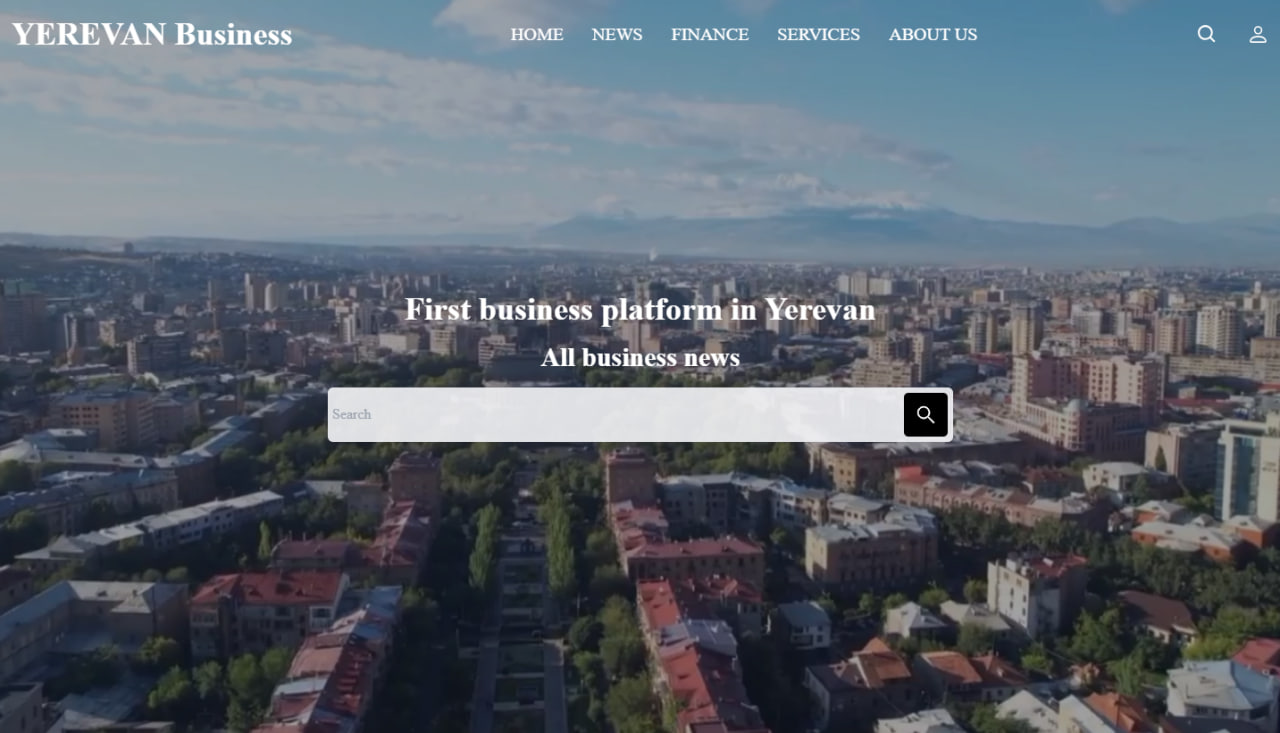 YEREVAN Business
HOME NEWS FINANCE SERVICES ABOUT US
First business platform in Yerevan
All business news
Search